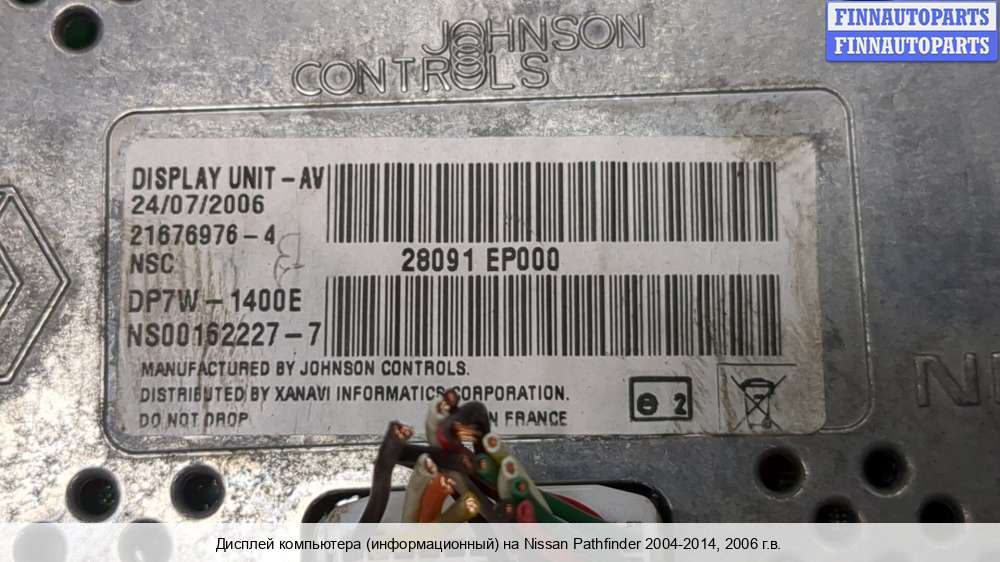 FINNAUTOPARTS
FINNAUTOPARTS
JOHNSON
CONTROLS
DISPLAY UNIT - AV
24/07/2006
21676976-4
NSC
28091 EP000
DP7W-1400E
NS00162227-7
MANUFACTURED BY JOHNSON CONTROLS.
DISTRIBUTED BY XANAVI INFORMATICS CORPORATION.
DO NOT DROP
FRANCE
2
Дисплей компьютера (информационный) на Nissan Pathfinder 2004-2014, 2006 г.в.